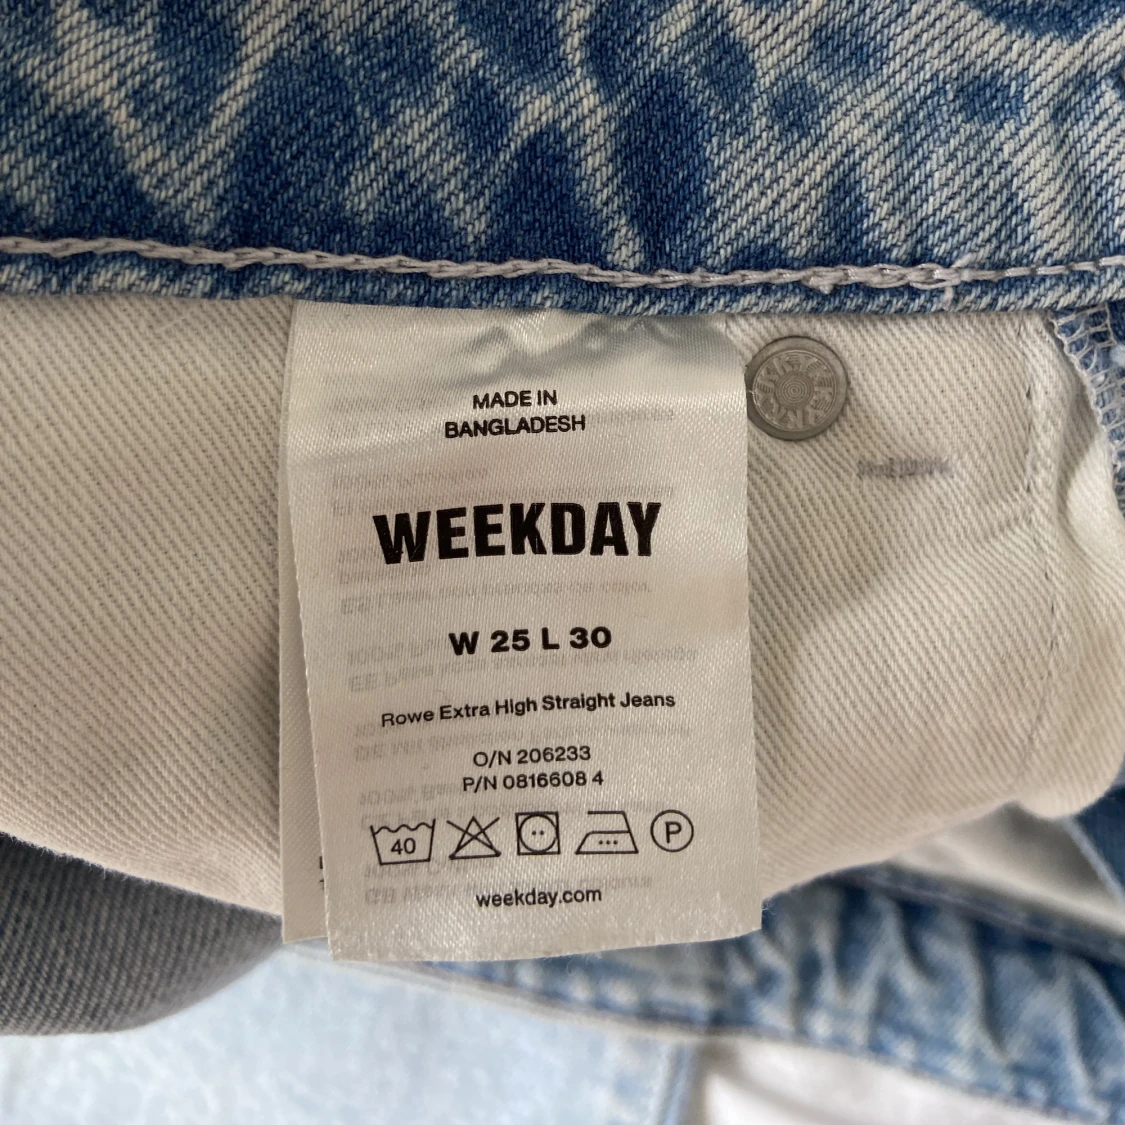 MADE IN
BANGLADESH
WEEKDAY
W 25 L 30
Rowe Extra High Straight Jeans
O/N 206233
P/N 0816608 4
40 P
weekday.com